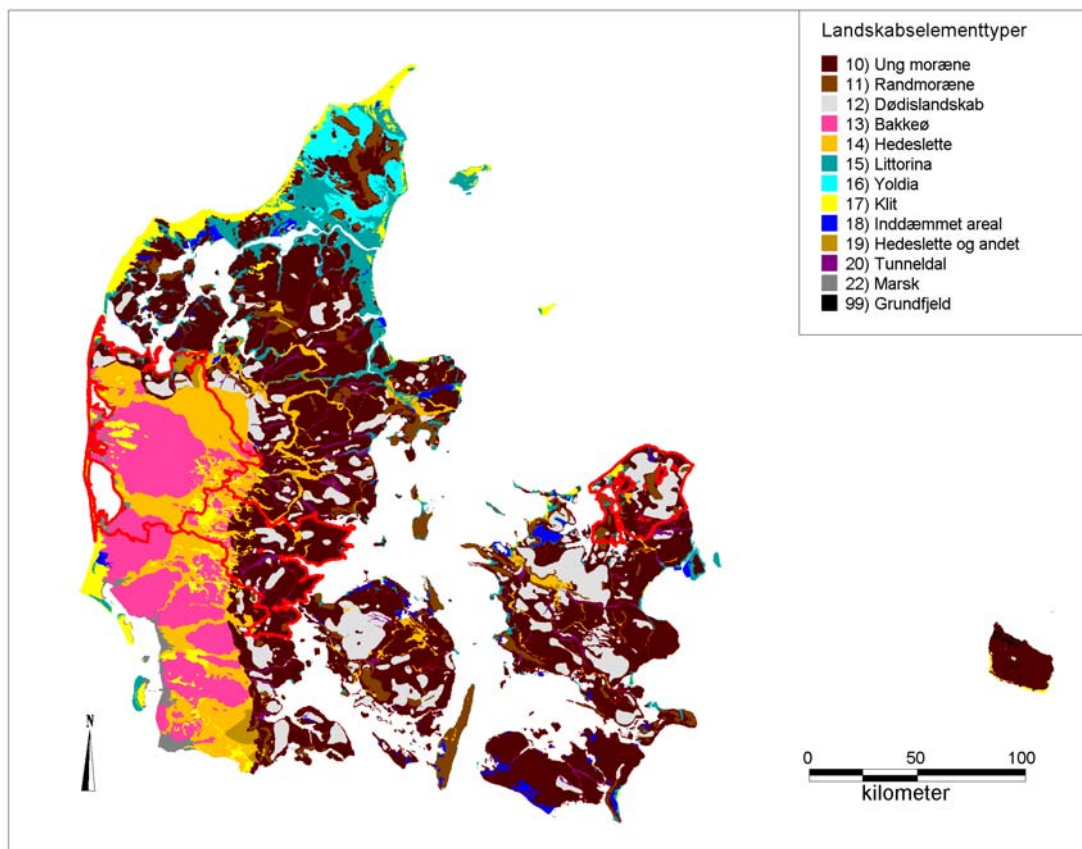 Landskabselementtyper
10) Ung moræne
11) Randmoræne
12) Dødislandskab
13) Bakkeø
14) Hedeslette
15) Littorina
16) Yoldia
17) Klit
18) Inddæmmet areal
19) Hedeslette og andet
20) Tunneldal
22) Marsk
99) Grundfjeld
N
0 50 100
kilometer